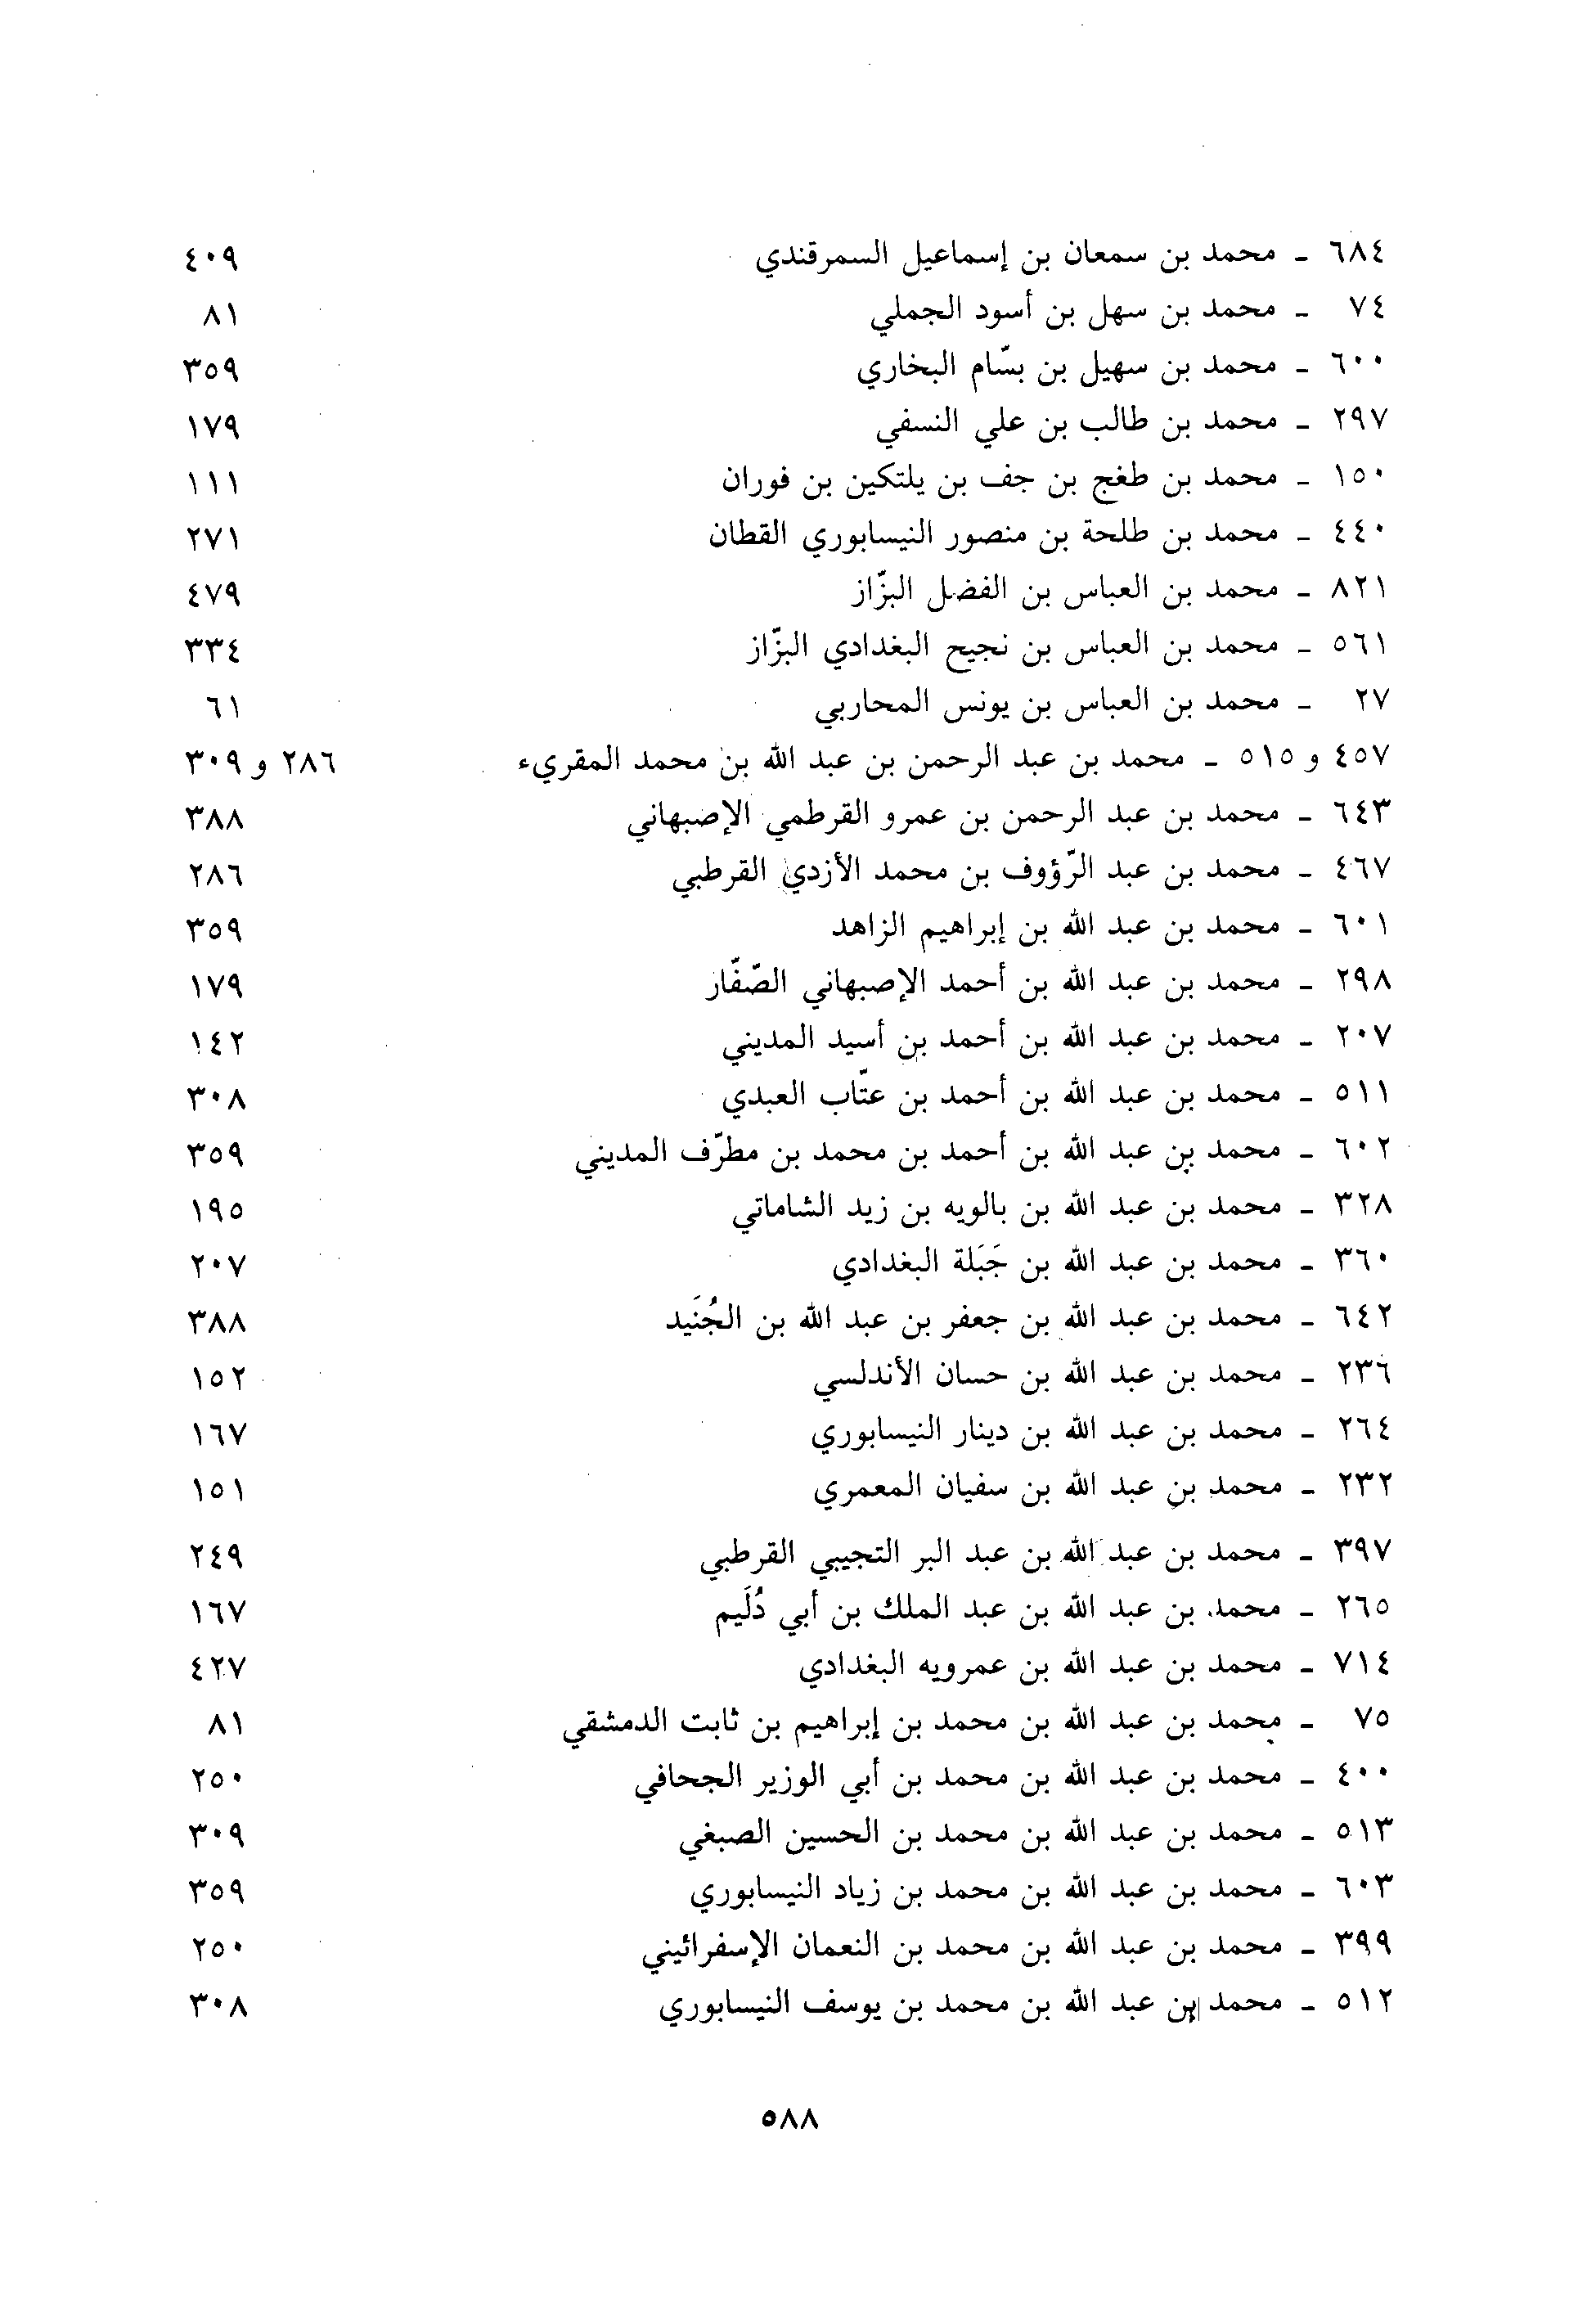 ٦٨٤ - محمد بن سمعان بن إسماعيل السمرقندي ٤٠٩
٧٤ - محمد بن سهل بن أسود الجملي ٨١
٦٠٠ - محمد بن سهيل بن بسّام البخاري ٣٥٩
٢٩٧ - محمد بن طالب بن علي النسفي ١٧٩
١٥٠ - محمد بن طغج بن جف بن يلتكين بن فوران ١١١
٤٤٠ - محمد بن طلحة بن منصور النيسابوري القطان ٢٧١
٨٢١ - محمد بن العباس بن الفضل البزّاز ٤٧٩
٥٦١ - محمد بن العباس بن نجيح البغدادي البزّاز ٣٣٤
٢٧ - محمد بن العباس بن يونس المحاربي ٦١
٤٥٧ و ٥١٥ - محمد بن عبد الرحمن بن عبد الله بن محمد المقريء ٢٨٦ و ٣٠٩
٦٤٣ - محمد بن عبد الرحمن بن عمرو القرطمي الإصبهاني ٣٨٨
٤٦٧ - محمد بن عبد الرّؤوف بن محمد الأزدي القرطبي ٢٨٦
٦٠١ - محمد بن عبد الله بن إبراهيم الزاهد ٣٥٩
٢٩٨ - محمد بن عبد الله بن أحمد الإصبهاني الصّفّار ١٧٩
٢٠٧ - محمد بن عبد الله بن أحمد بن أسيد المديني ١٤٢
٥١١ - محمد بن عبد الله بن أحمد بن عتّاب العبدي ٣٠٨
٦٠٢ - محمد بن عبد الله بن أحمد بن محمد بن مطرّف المديني ٣٥٩
٣٢٨ - محمد بن عبد الله بن بالويه بن زيد الشاماتي ١٩٥
٣٦٠ - محمد بن عبد الله بن جَبَلة البغدادي ٢٠٧
٦٤٢ - محمد بن عبد الله بن جعفر بن عبد الله بن الجُنَيد ٣٨٨
٢٣٦ - محمد بن عبد الله بن حسان الأندلسي ١٥٢
٢٦٤ - محمد بن عبد الله بن دينار النيسابوري ١٦٧
٢٣٢ - محمد بن عبد الله بن سفيان المعمري ١٥١
٣٩٧ - محمد بن عبد الله بن عبد البر التجيبي القرطبي ٢٤٩
٢٦٥ - محمد بن عبد الله بن عبد الملك بن أبي دُلَيم ١٦٧
٧١٤ - محمد بن عبد الله بن عمرويه البغدادي ٤٢٧
٧٥ - محمد بن عبد الله بن محمد بن إبراهيم بن ثابت الدمشقي ٨١
٤٠٠ - محمد بن عبد الله بن محمد بن أبي الوزير الجحافي ٢٥٠
٥١٣ - محمد بن عبد الله بن محمد بن الحسين الصبغي ٣٠٩
٦٠٣ - محمد بن عبد الله بن محمد بن زياد النيسابوري ٣٥٩
٣٩٩ - محمد بن عبد الله بن محمد بن النعمان الإسفرائيني ٢٥٠
٥١٢ - محمد بن عبد الله بن محمد بن يوسف النيسابوري ٣٠٨
٥٨٨